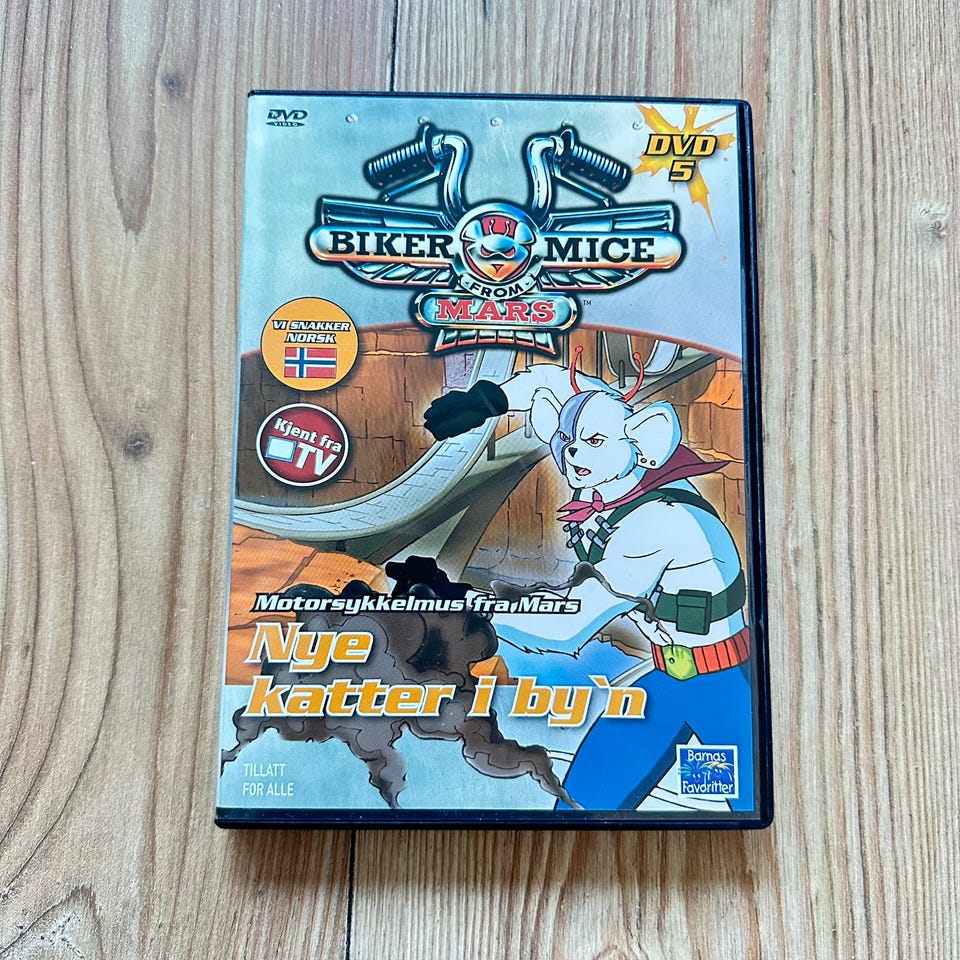 DVD
VIDEO
DVD
5
BIKER MICE
FROM
MARS™
VI SNAKKER
NORSK
Kjent fra
TV
Motorsykkelmus fra Mars
Nye
katter i by`n
TILLATT
FOR ALLE
Barnas
Favoritter